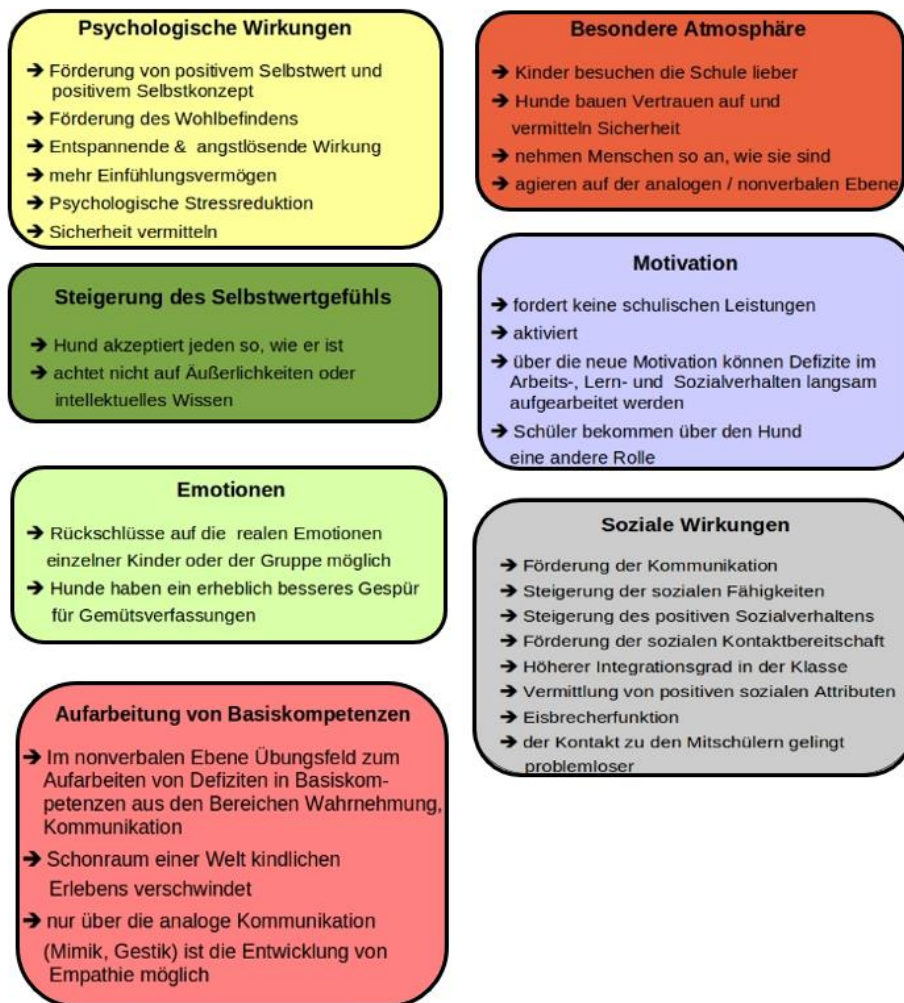 Psychologische Wirkungen
➔ Förderung von positivem Selbstwert und
positivem Selbstkonzept
➔ Förderung des Wohlbefindens
➔ Entspannende & angstlösende Wirkung
➔ mehr Einfühlungsvermögen
➔ Psychologische Stressreduktion
➔ Sicherheit vermitteln
Besondere Atmosphäre
➔ Kinder besuchen die Schule lieber
➔ Hunde bauen Vertrauen auf und
vermitteln Sicherheit
➔ nehmen Menschen so an, wie sie sind
➔ agieren auf der analogen / nonverbalen Ebene
Steigerung des Selbstwertgefühls
➔ Hund akzeptiert jeden so, wie er ist
➔ achtet nicht auf Äußerlichkeiten oder
intellektuelles Wissen
Motivation
➔ fordert keine schulischen Leistungen
➔ aktiviert
➔ über die neue Motivation können Defizite im
Arbeits-, Lern- und Sozialverhalten langsam
aufgearbeitet werden
➔ Schüler bekommen über den Hund
eine andere Rolle
Emotionen
➔ Rückschlüsse auf die realen Emotionen
einzelner Kinder oder der Gruppe möglich
➔ Hunde haben ein erheblich besseres Gespür
für Gemütsverfassungen
Soziale Wirkungen
➔ Förderung der Kommunikation
➔ Steigerung der sozialen Fähigkeiten
➔ Steigerung des positiven Sozialverhaltens
➔ Förderung der sozialen Kontaktbereitschaft
➔ Höherer Integrationsgrad in der Klasse
➔ Vermittlung von positiven sozialen Attributen
➔ Eisbrecherfunktion
➔ der Kontakt zu den Mitschülern gelingt
problemloser
Aufarbeitung von Basiskompetenzen
➔ Im nonverbalen Ebene Übungsfeld zum
Aufarbeiten von Defiziten in Basiskom-
petenzen aus den Bereichen Wahrnehmung,
Kommunikation
➔ Schonraum einer Welt kindlichen
Erlebens verschwindet
➔ nur über die analoge Kommunikation
(Mimik, Gestik) ist die Entwicklung von
Empathie möglich